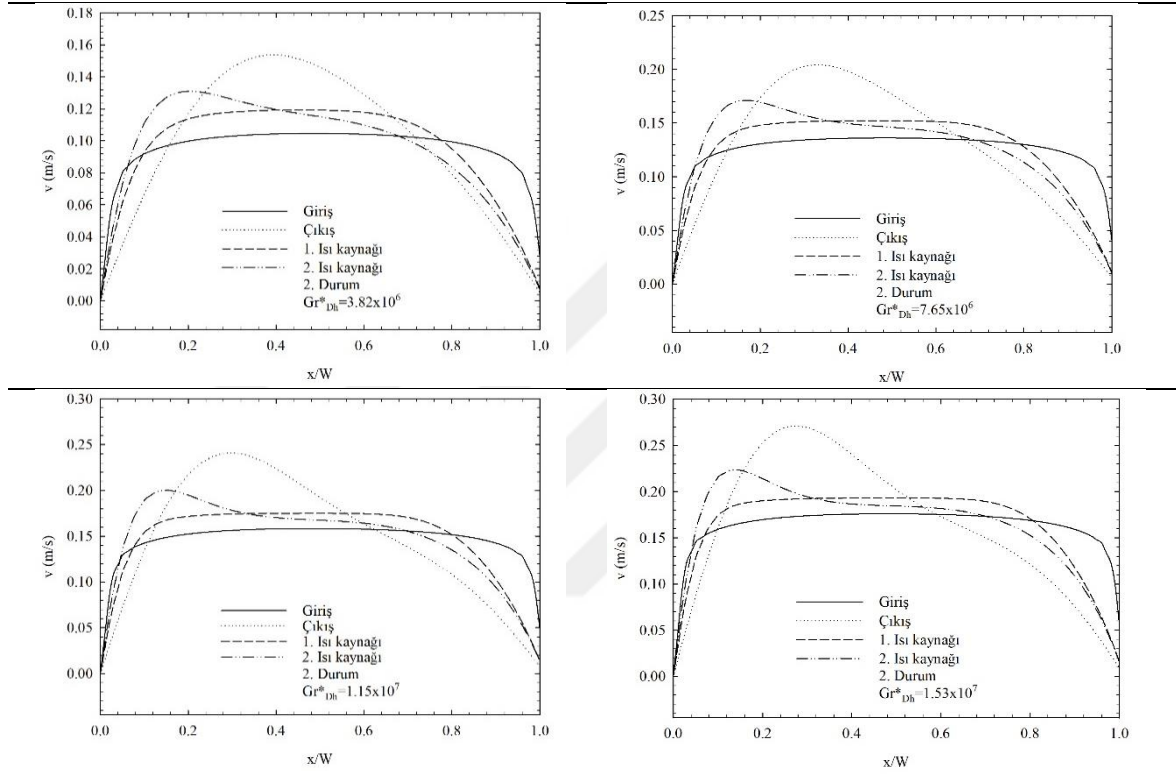 0.18
0.16
0.14
0.12
0.10
0.08
0.06
0.04
0.02
0.00
v (m/s)
Giriş
Çıkış
1. Isı kaynağı
2. Isı kaynağı
2. Durum
Gr*Dh=3.82x10^6
0.0 0.2 0.4 0.6 0.8 1.0
x/W
0.25
0.20
0.15
0.10
0.05
0.00
v (m/s)
Giriş
Çıkış
1. Isı kaynağı
2. Isı kaynağı
2. Durum
Gr*Dh=7.65x10^6
0.0 0.2 0.4 0.6 0.8 1.0
x/W
0.30
0.25
0.20
0.15
0.10
0.05
0.00
v (m/s)
Giriş
Çıkış
1. Isı kaynağı
2. Isı kaynağı
2. Durum
Gr*Dh=1.15x10^7
0.0 0.2 0.4 0.6 0.8 1.0
x/W
0.30
0.25
0.20
0.15
0.10
0.05
0.00
v (m/s)
Giriş
Çıkış
1. Isı kaynağı
2. Isı kaynağı
2. Durum
Gr*Dh=1.53x10^7
0.0 0.2 0.4 0.6 0.8 1.0
x/W